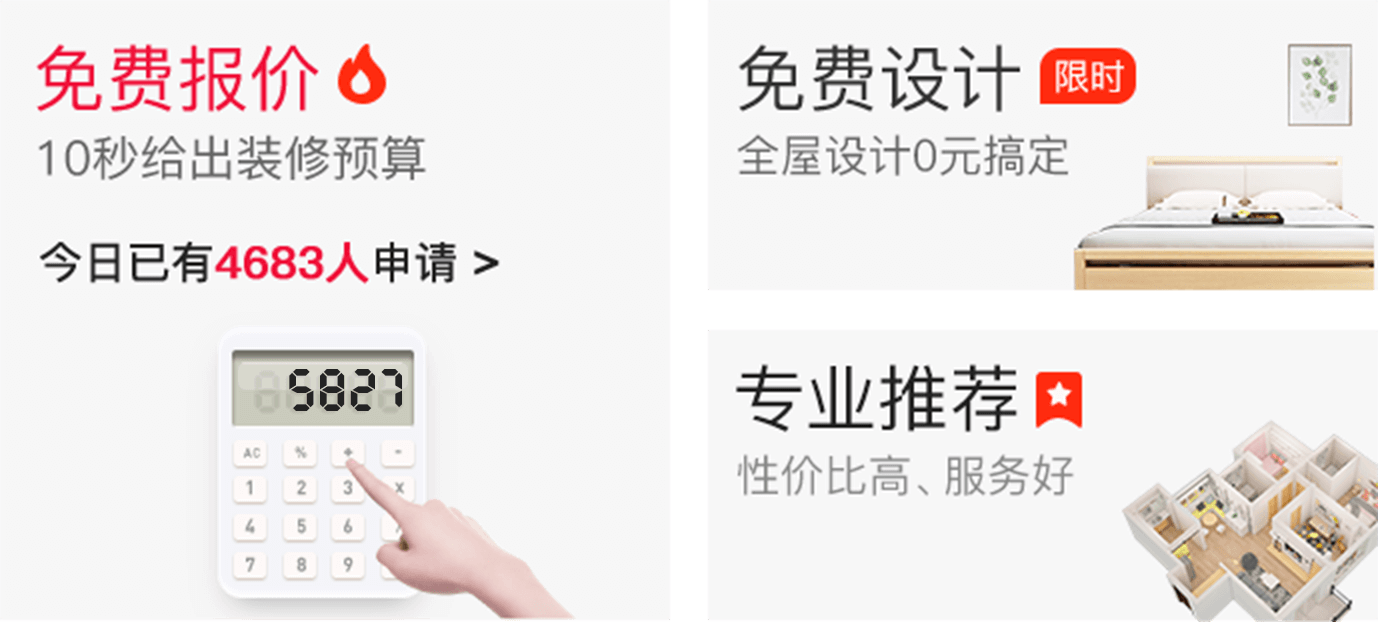 免费报价
10秒给出装修预算
今日已有4683人申请 >
5827
AC % + -
1 2 3 X
4 5 6
7 8 9
免费设计 限时
全屋设计0元搞定
专业推荐
性价比高、服务好